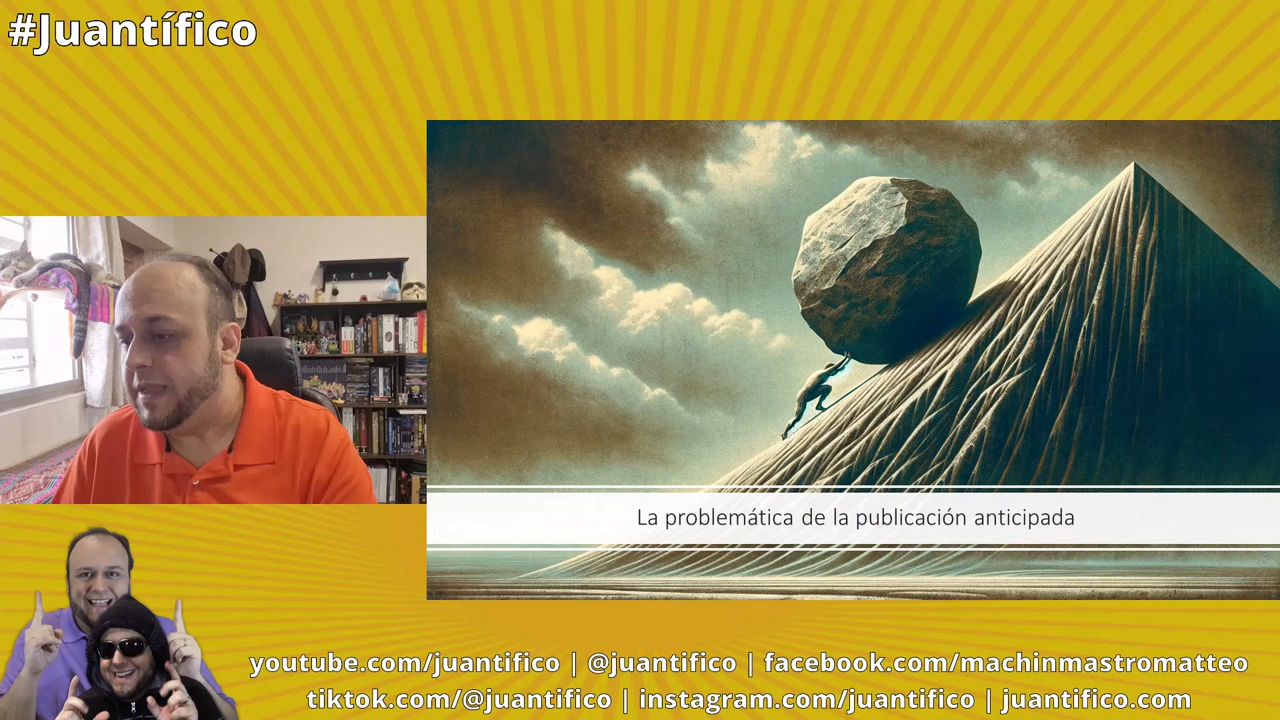 #Juantífico
La problemática de la publicación anticipada
youtube.com/juantifico | @juantifico | facebook.com/machinmastromatteo
tiktok.com/@juantifico | instagram.com/juantifico | juantifico.com